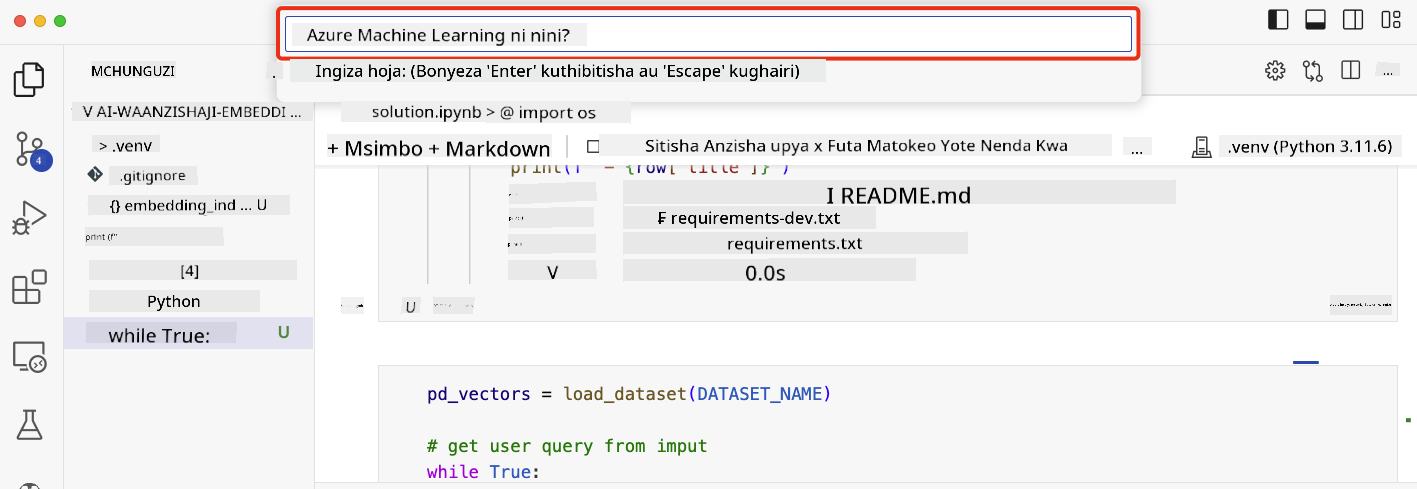 Azure Machine Learning ni nini?
Ingiza hoja: (Bonyeza 'Enter' kuthibitisha au 'Escape' kughairi)
MCHUNGUZI
...
V AI-WAANZISHAJI-EMBEDDI ...
solution.ipynb > @ import os
> .venv
+ Msimbo + Markdown
Sitisha Anzisha upya x Futa Matokeo Yote Nenda Kwa
...
.venv (Python 3.11.6)
4
.gitignore
{} embedding_ind ... U
print (f"
[4]
Python
while True:
U
print(f" - {row["title"]}")
I README.md
₣ requirements-dev.txt
requirements.txt
V
0.0s
U
pd_vectors = load_dataset(DATASET_NAME)
# get user query from imput
while True: